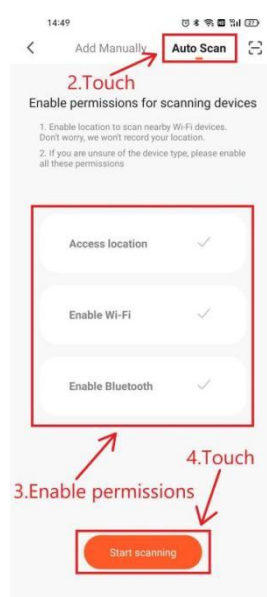 14:49
Add Manually Auto Scan
2.Touch
Enable permissions for scanning devices
1. Enable location to scan nearby Wi-Fi devices.
Don't worry, we won't record your location.
2. If you are unsure of the device type, please enable
all these permissions
Access location
Enable Wi-Fi
Enable Bluetooth
4.Touch
3.Enable permissions
Start scanning